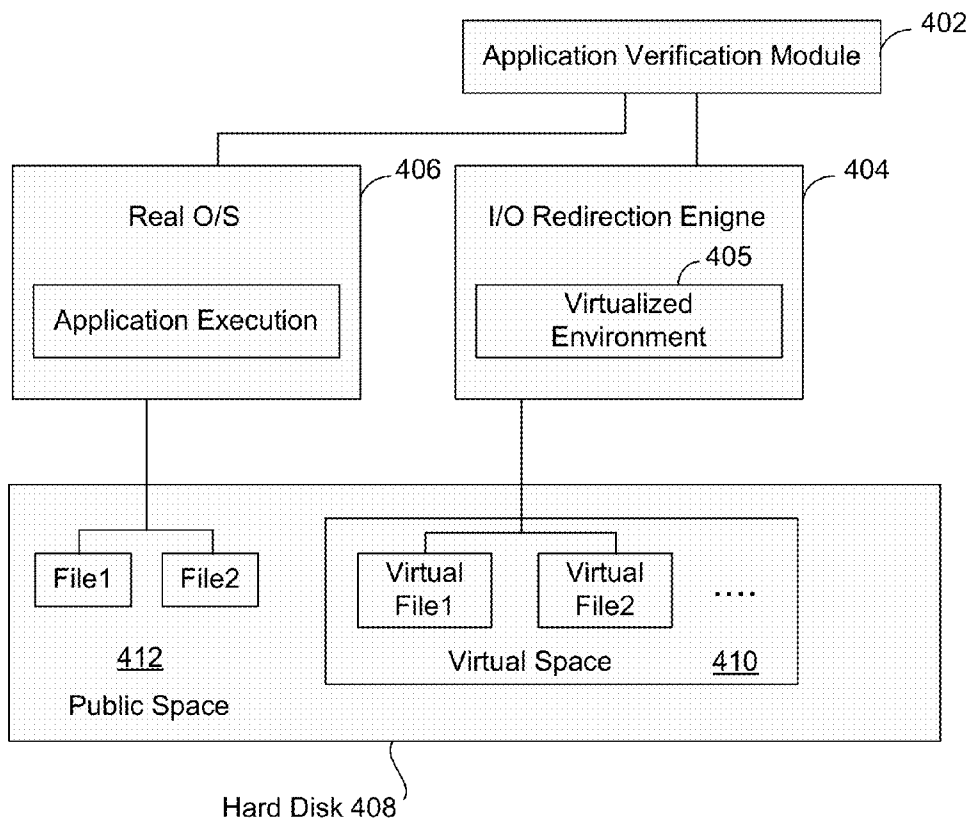 402
Application Verification Module
406
404
Real O/S
I/O Redirection Enigne
405
Application Execution
Virtualized
Environment
File1
File2
Virtual
File1
Virtual
File2
....
412
Virtual Space
410
Public Space
Hard Disk 408